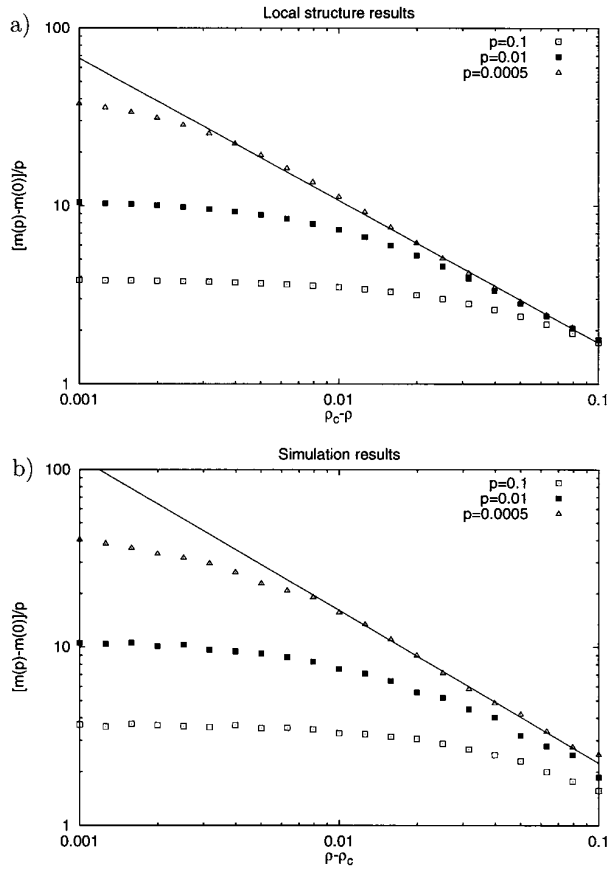 a)
Local structure results
100
10
1
[m(p)-m(0)]/p
p=0.1
p=0.01
p=0.0005
0.001
0.01
0.1
ρc-ρ
b)
Simulation results
100
10
1
[m(p)-m(0)]/p
p=0.1
p=0.01
p=0.0005
0.001
0.01
0.1
ρ-ρc